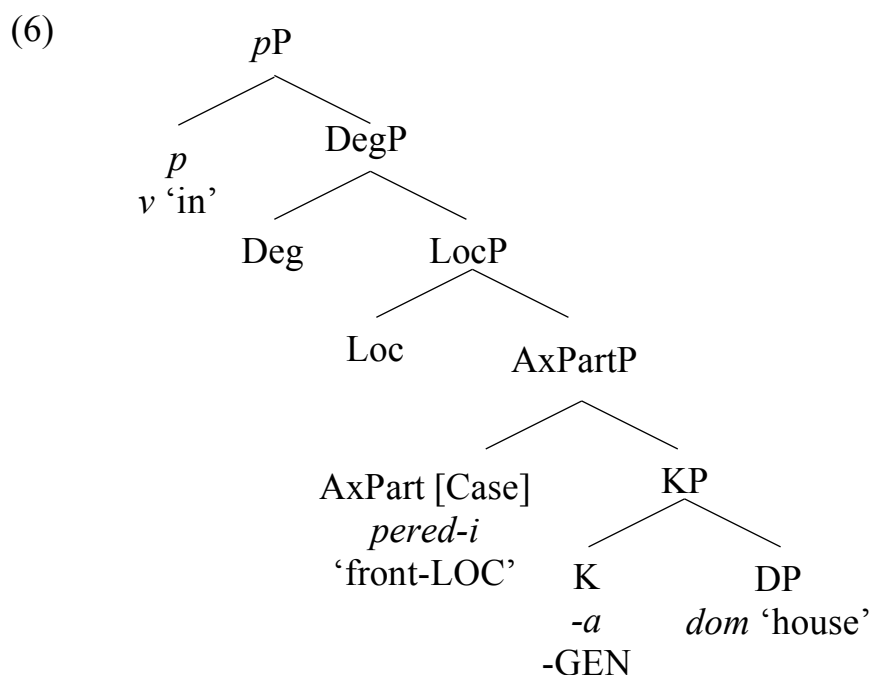 (6)
pP
p
v ‘in’
DegP
Deg
LocP
Loc
AxPartP
AxPart [Case]
pered-i
‘front-LOC’
KP
K
-a
-GEN
DP
dom ‘house’